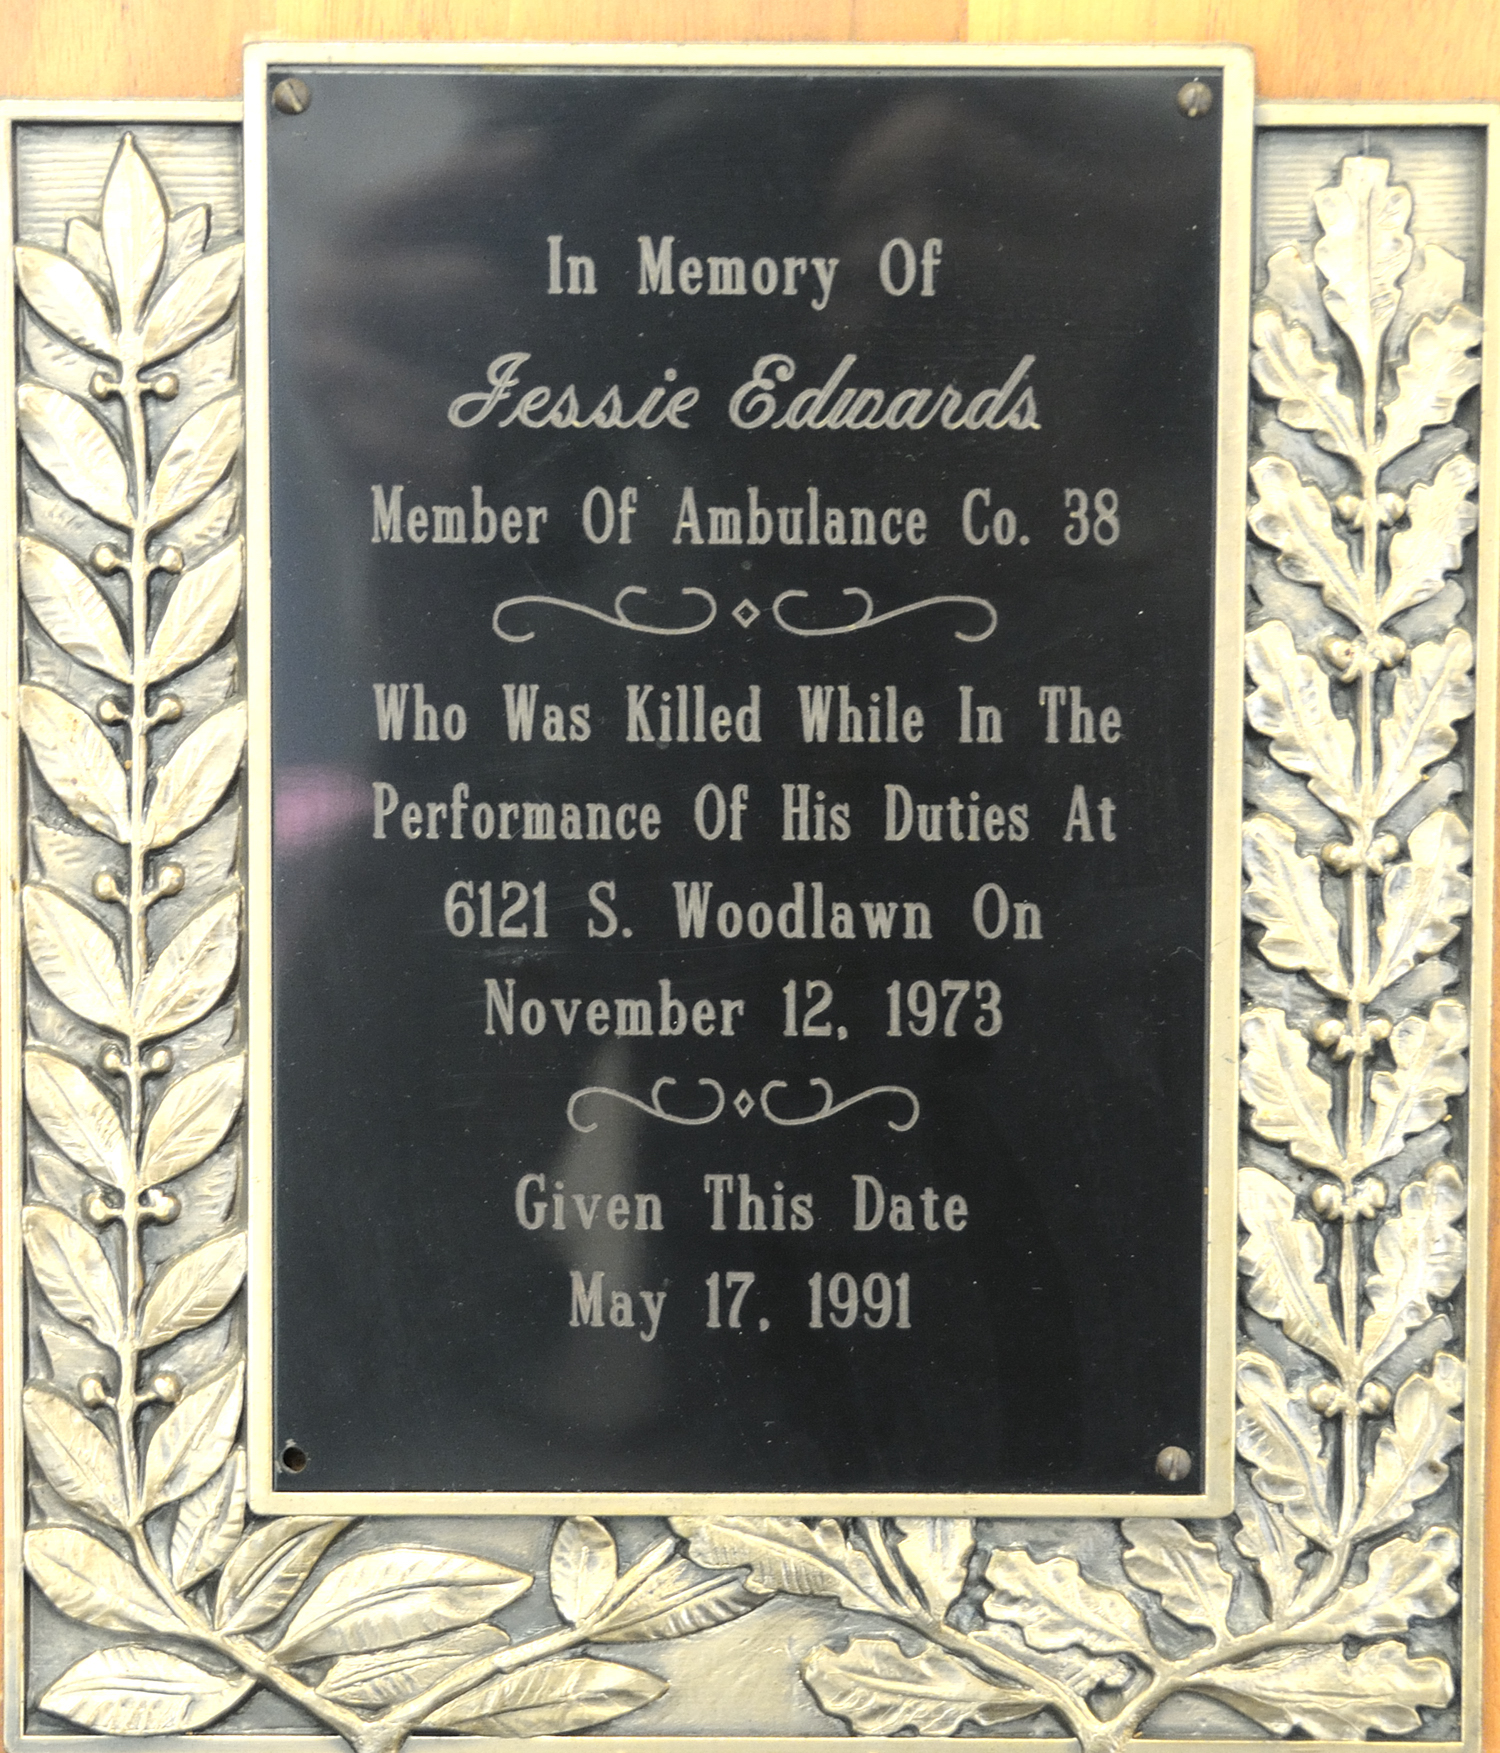 In Memory Of
Jessie Edwards
Member Of Ambulance Co. 38
Who Was Killed While In The
Performance Of His Duties At
6121 S. Woodlawn On
November 12, 1973
Given This Date
May 17, 1991